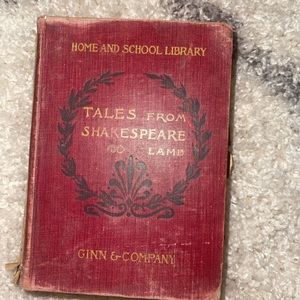 HOME AND SCHOOL LIBRARY
TALES FROM
SHAKESPEARE
LAMB
GINN & COMPANY